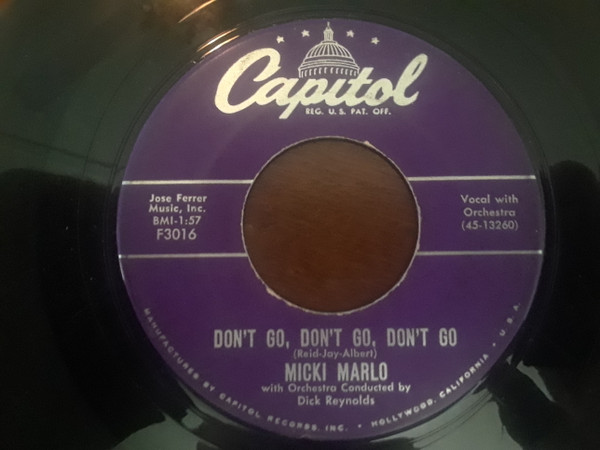 Capitol
REG. U.S. PAT. OFF.
Jose Ferrer
Music, Inc.
BMI-1:57
F3016
Vocal with
Orchestra
(45-13260)
DON'T GO, DON'T GO, DON'T GO
(Reid-Jay-Albert)
MICKI MARLO
with Orchestra Conducted by
Dick Reynolds
MANUFACTURED BY CAPITOL RECORDS, INC. • HOLLYWOOD, CALIFORNIA • U.S.A.